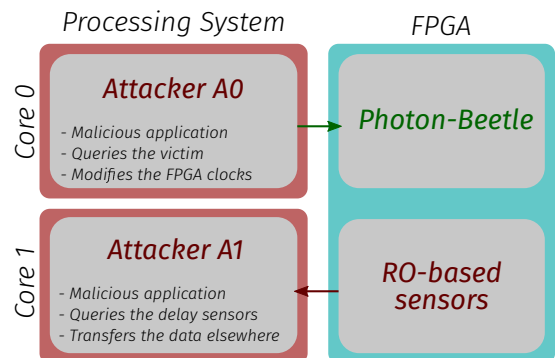 Processing System
FPGA
Core 0
Attacker A0
- Malicious application
- Queries the victim
- Modifies the FPGA clocks
Photon-Beetle
Core 1
Attacker A1
- Malicious application
- Queries the delay sensors
- Transfers the data elsewhere
RO-based
sensors